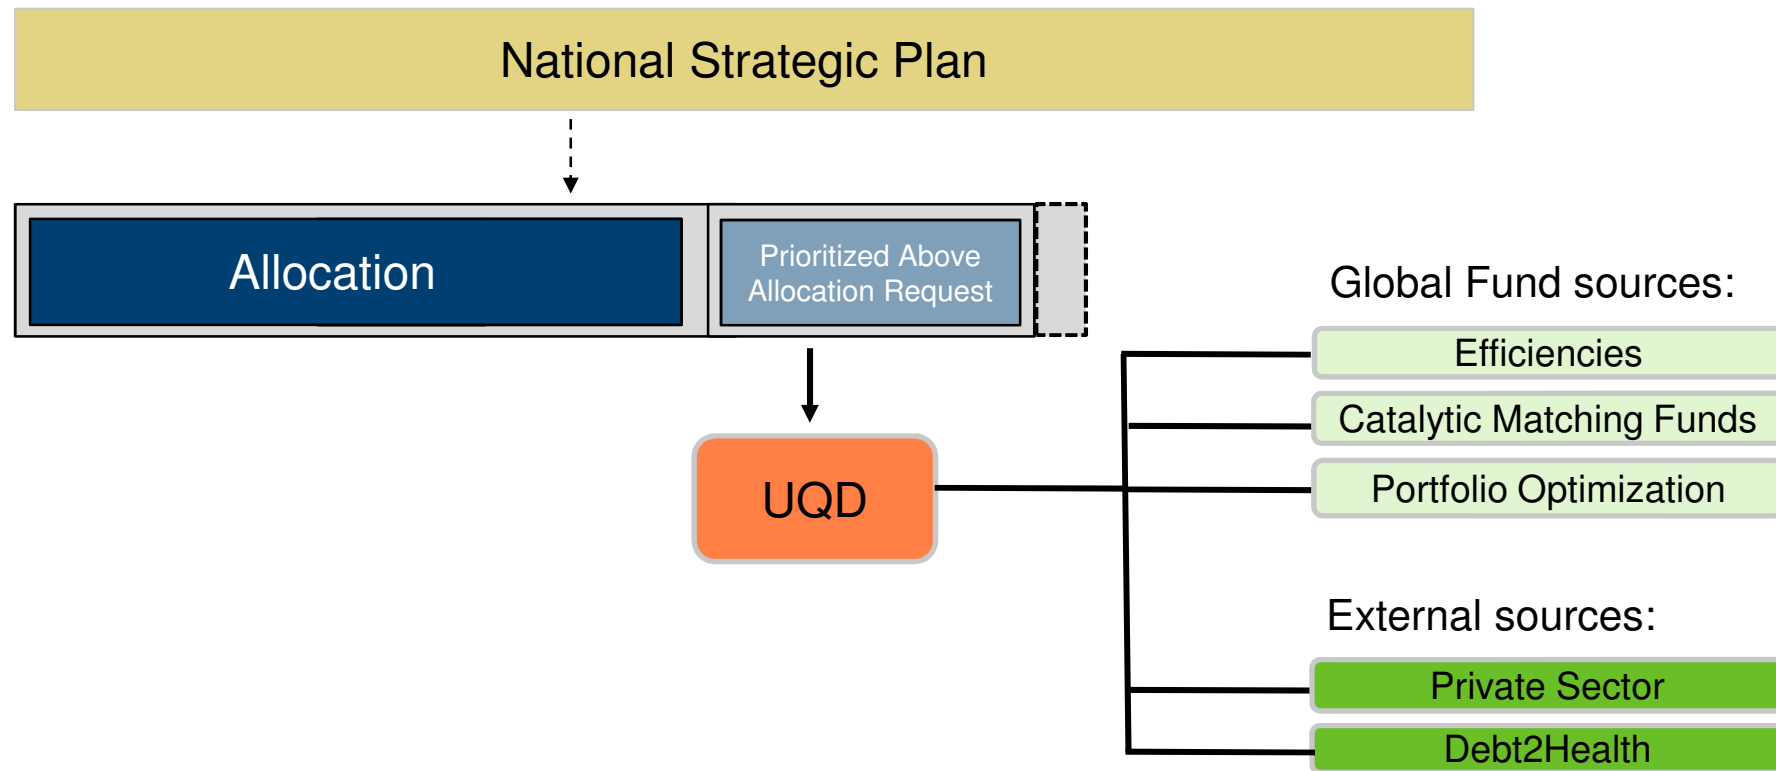 National Strategic Plan
Allocation
Prioritized Above
Allocation Request
UQD
Global Fund sources:
Efficiencies
Catalytic Matching Funds
Portfolio Optimization
External sources:
Private Sector
Debt2Health